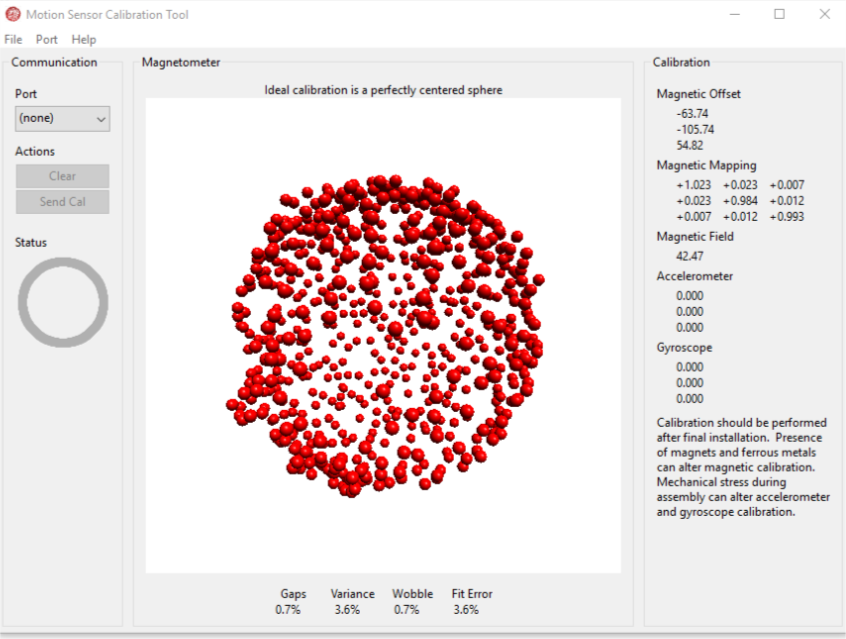 Motion Sensor Calibration Tool
File Port Help
Communication
Port
(none)
Actions
Clear
Send Cal
Status
Magnetometer
Ideal calibration is a perfectly centered sphere
Gaps Variance Wobble Fit Error
0.7% 3.6% 0.7% 3.6%
Calibration
Magnetic Offset
-63.74
-105.74
54.82
Magnetic Mapping
+1.023 +0.023 +0.007
+0.023 +0.984 +0.012
+0.007 +0.012 +0.993
Magnetic Field
42.47
Accelerometer
0.000
0.000
0.000
Gyroscope
0.000
0.000
0.000
Calibration should be performed
after final installation. Presence
of magnets and ferrous metals
can alter magnetic calibration.
Mechanical stress during
assembly can alter accelerometer
and gyroscope calibration.